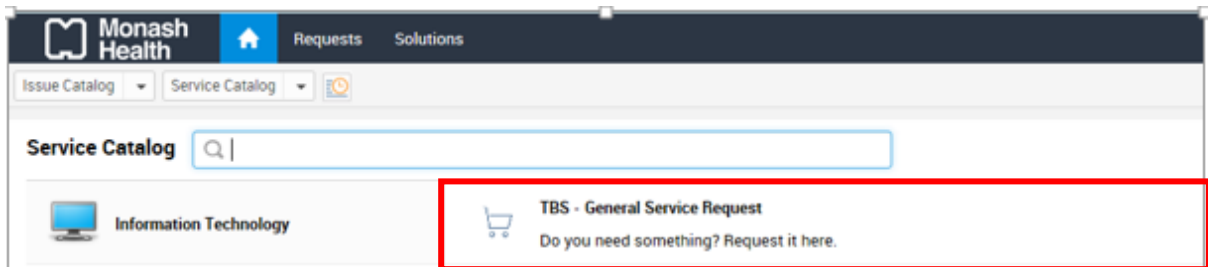 Monash
Health
Requests Solutions
Issue Catalog Service Catalog
Service Catalog
Information Technology
TBS - General Service Request
Do you need something? Request it here.